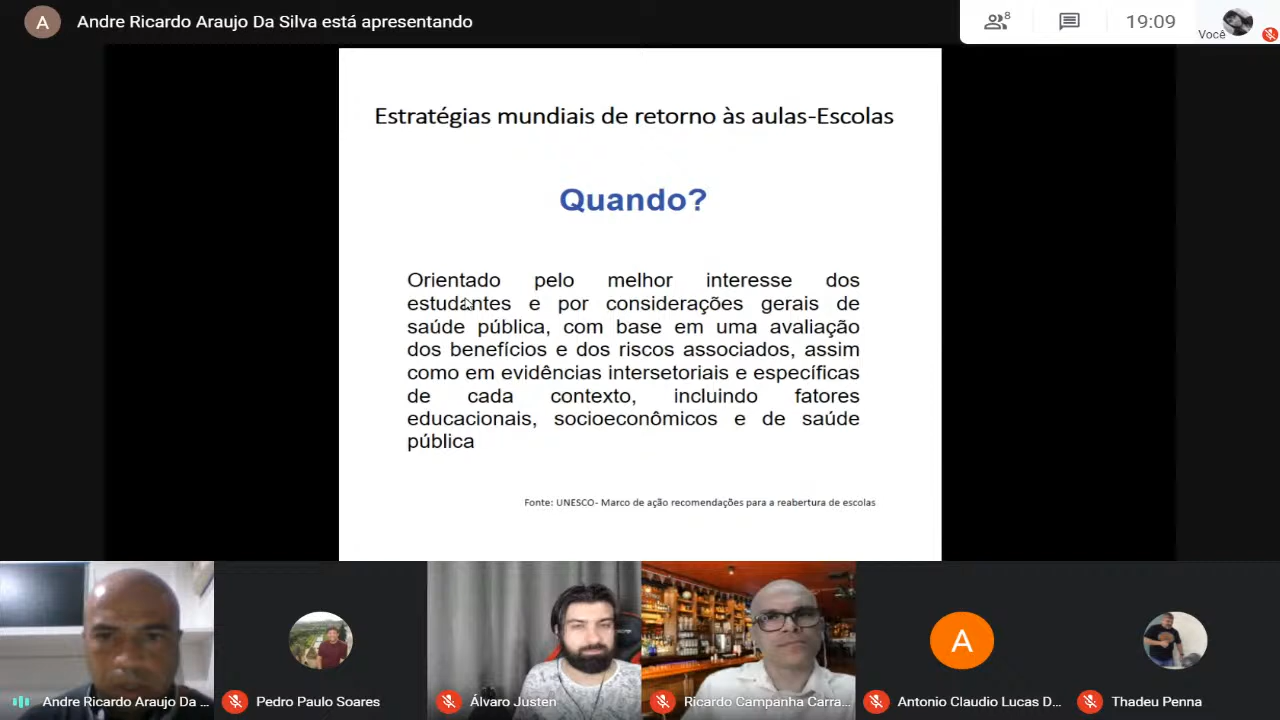 A
Andre Ricardo Araujo Da Silva está apresentando
8
19:09
Você
Estratégias mundiais de retorno às aulas-Escolas
Quando?
Orientado pelo melhor interesse dos
estudantes e por considerações gerais de
saúde pública, com base em uma avaliação
dos benefícios e dos riscos associados, assim
como em evidências intersetoriais e específicas
de cada contexto, incluindo fatores
educacionais, socioeconômicos e de saúde
pública
Fonte: UNESCO- Marco de ação recomendações para a reabertura de escolas
A
Andre Ricardo Araujo Da ...
Pedro Paulo Soares
Álvaro Justen
Ricardo Campanha Carra...
Antonio Claudio Lucas D...
Thadeu Penna